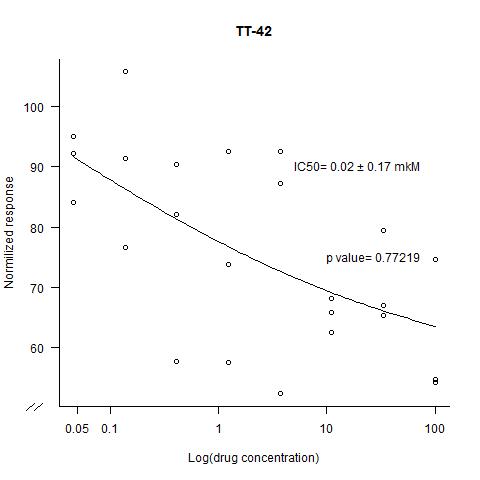 TT-42
Normilized response
100
90
80
70
60
IC50= 0.02 ± 0.17 mkM
p value= 0.77219
0.05 0.1 1 10 100
Log(drug concentration)